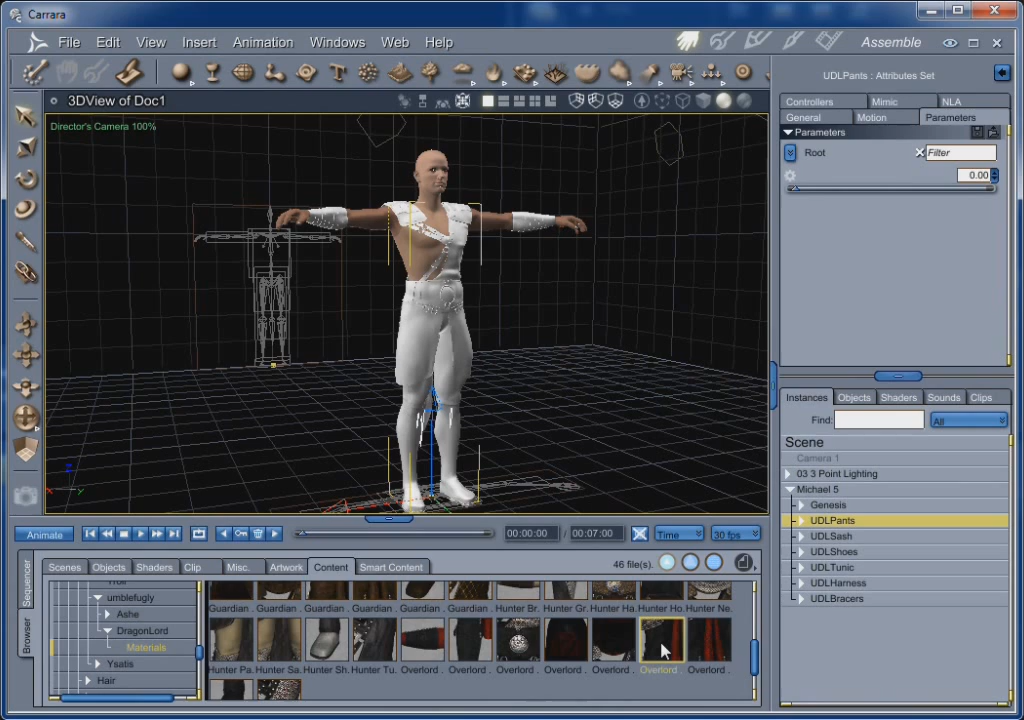 Carrara
File Edit View Insert Animation Windows Web Help Assemble
3DView of Doc1
UDLPants : Attributes Set
Director's Camera 100%
Controllers Mimic NLA
General Motion Parameters
Parameters
Root Filter
0.00
Instances Objects Shaders Sounds Clips
Find: All
Scene
Camera 1
03 3 Point Lighting
Michael 5
Genesis
UDLPants
UDLSash
UDLShoes
UDLTunic
UDLHarness
UDLBracers
Animate 00:00:00 / 00:07:00 Time 30 fps
Sequencer
Browser
Scenes Objects Shaders Clip Misc. Artwork Content Smart Content 46 file(s).
umblefugly
Ashe
DragonLord
Materials
Ysatis
Hair
Guardian . Guardian . Guardian . Guardian . Guardian . Guardian . Hunter Br. Hunter Gr. Hunter Ha. Hunter Ho. Hunter Ne.
Hunter Pa. Hunter Sa. Hunter Sh. Hunter Tu. Overlord . Overlord . Overlord . Overlord . Overlord . Overlord . Overlord .